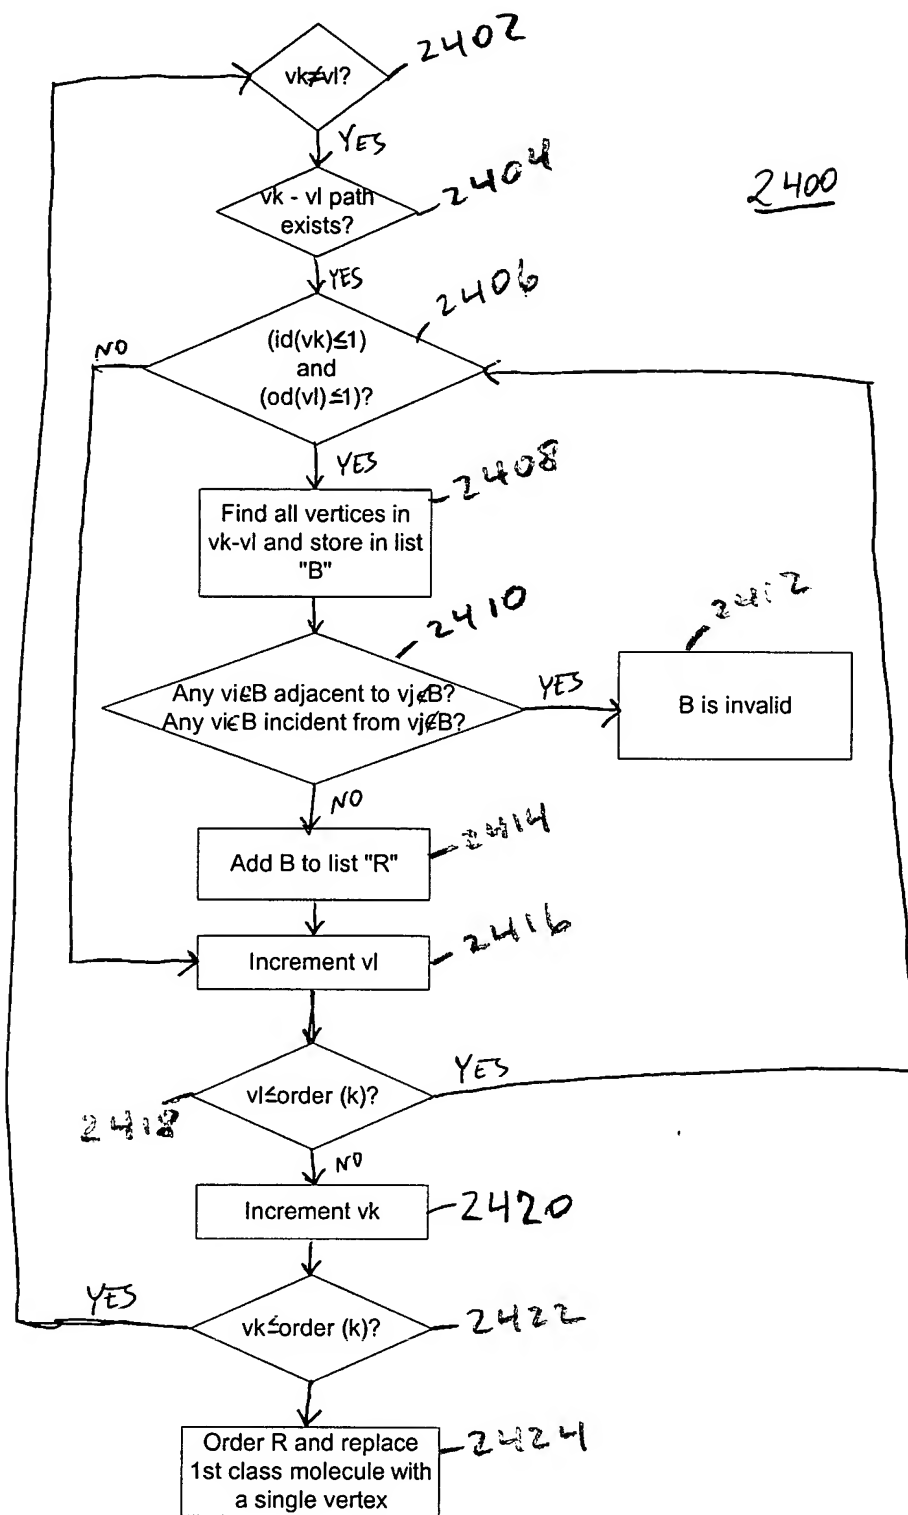 vk≠vl?
2402
YES
vk - vl path
exists?
2404
2400
YES
2406
(id(vk)≤1)
and
(od(vl)≤1)?
NO
YES
2408
Find all vertices in
vk-vl and store in list
"B"
2410
2412
Any vi∈B adjacent to vj∉B?
Any vi∈B incident from vj∉B?
YES
B is invalid
NO
Add B to list "R"
2414
Increment vl
2416
vl≤order (k)?
YES
2418
NO
Increment vk
2420
YES
vk≤order (k)?
2422
Order R and replace
1st class molecule with
a single vertex
2424